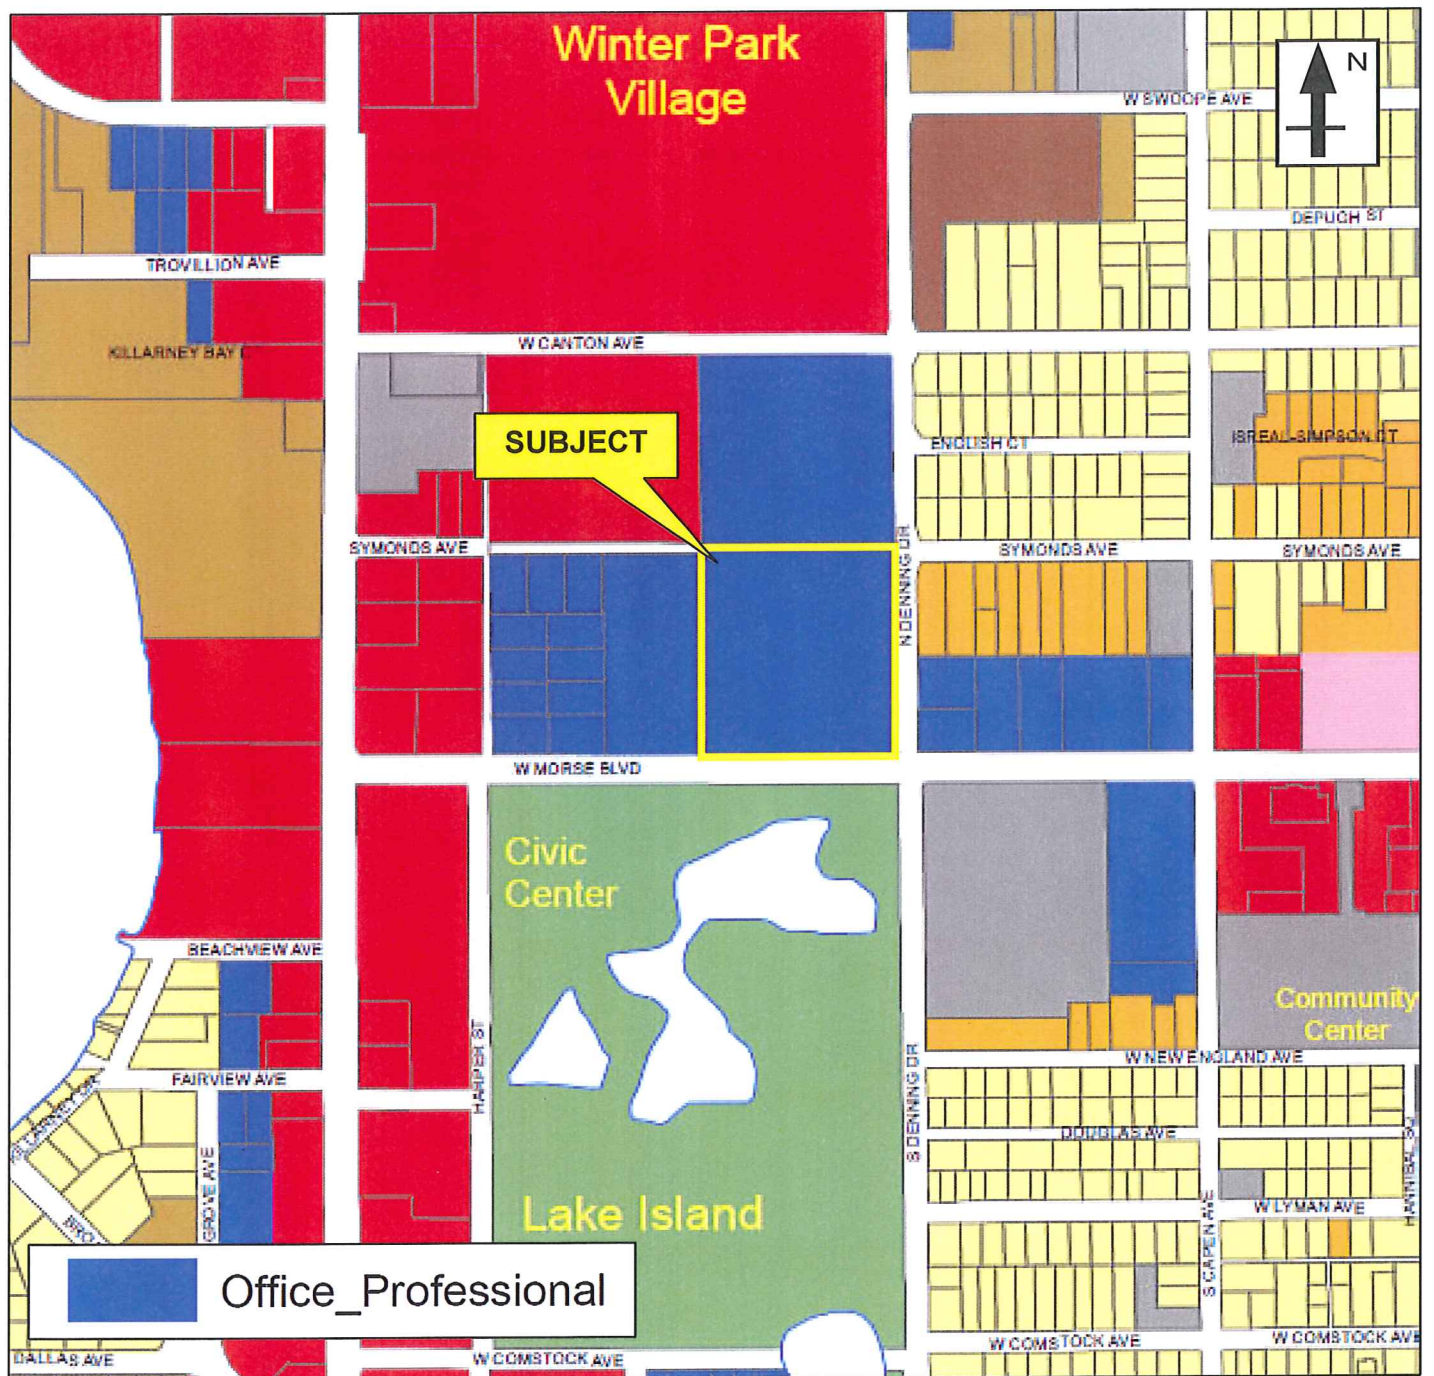 Winter Park
Village
N
W SWOOPE AVE
DEPUGH ST
TROVILLION AVE
W CANTON AVE
KILLARNEY BAY C
SUBJECT
ENGLISH CT
ISREAL-SIMPSON CT
SYMONDS AVE
SYMONDS AVE
SYMONDS AVE
N DENNING DR
W MORSE BLVD
Civic
Center
BEACHVIEW AVE
Community
Center
HARPER ST
S DENNING DR
W NEW ENGLAND AVE
FAIRVIEW AVE
DOUGLAS AVE
HANNIBAL SQ
GROVE AVE
Lake Island
S CAPEN AVE
W LYMAN AVE
BRO
Office_Professional
W COMSTOCK AVE
W COMSTOCK AVE
DALLAS AVE
W COMSTOCK AVE